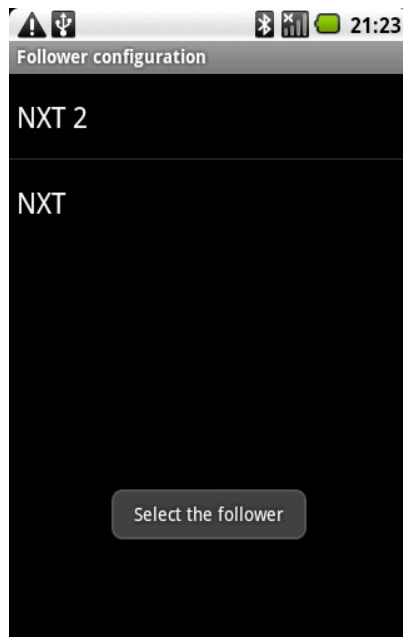 21:23
Follower configuration
NXT 2
NXT
Select the follower